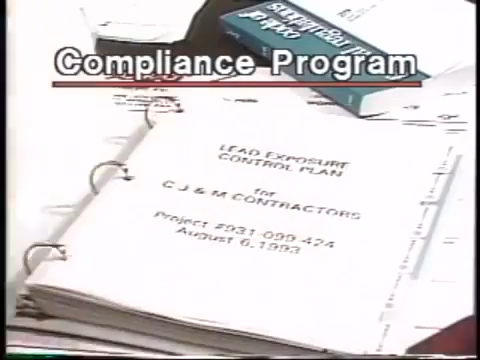 Compliance Program
LEAD EXPOSURE
CONTROL PLAN
for
C J & M CONTRACTORS
Project #931-099-424
August 6, 1993